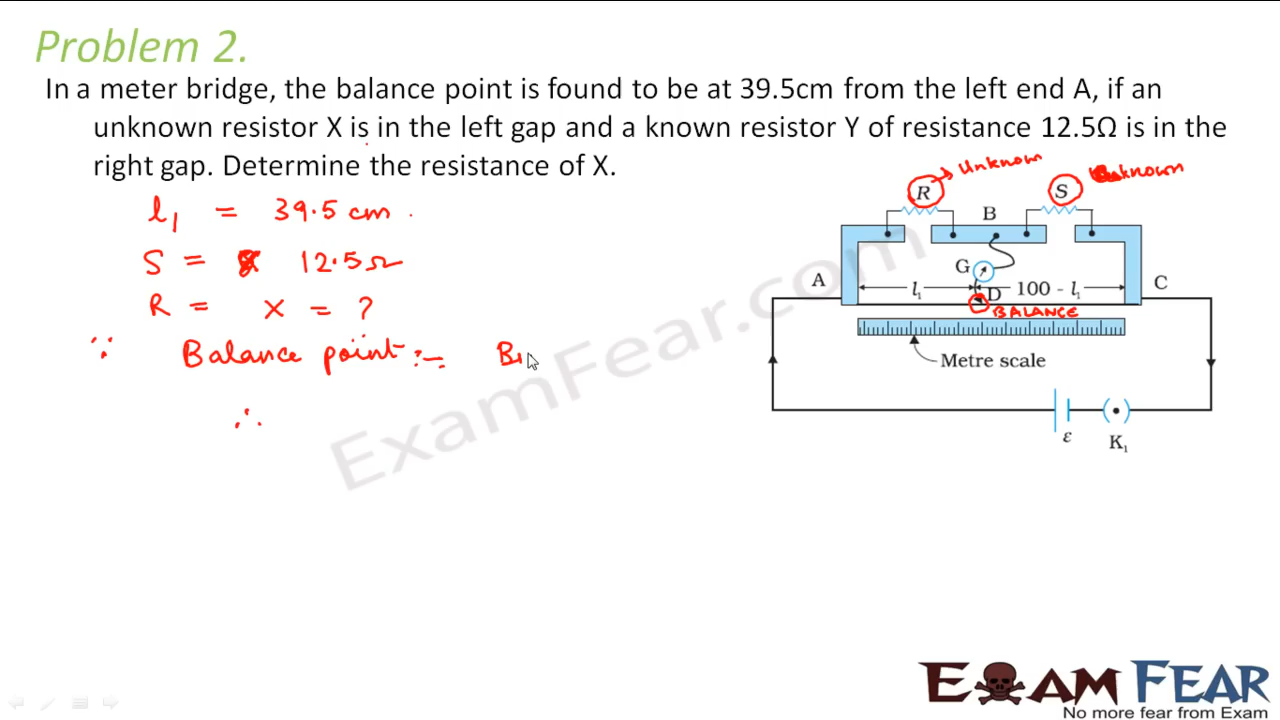 Problem 2.
In a meter bridge, the balance point is found to be at 39.5cm from the left end A, if an
unknown resistor X is in the left gap and a known resistor Y of resistance 12.5Ω is in the
right gap. Determine the resistance of X.
l₁ = 39.5 cm
S = 12.5Ω
R = X = ?
∵ Balance point :-
∴
Unknown
known
R
S
B
G
A
C
l₁
100 - l₁
D
BALANCE
Metre scale
ε
K₁
ExamFear.com
EXAM FEAR
No more fear from Exam